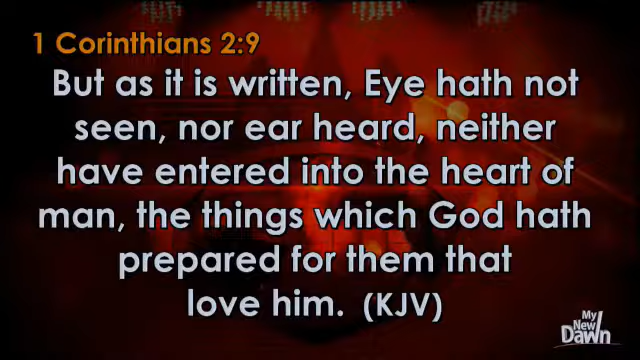 1 Corinthians 2:9
But as it is written, Eye hath not
seen, nor ear heard, neither
have entered into the heart of
man, the things which God hath
prepared for them that
love him. (KJV)
My
New
Dawn